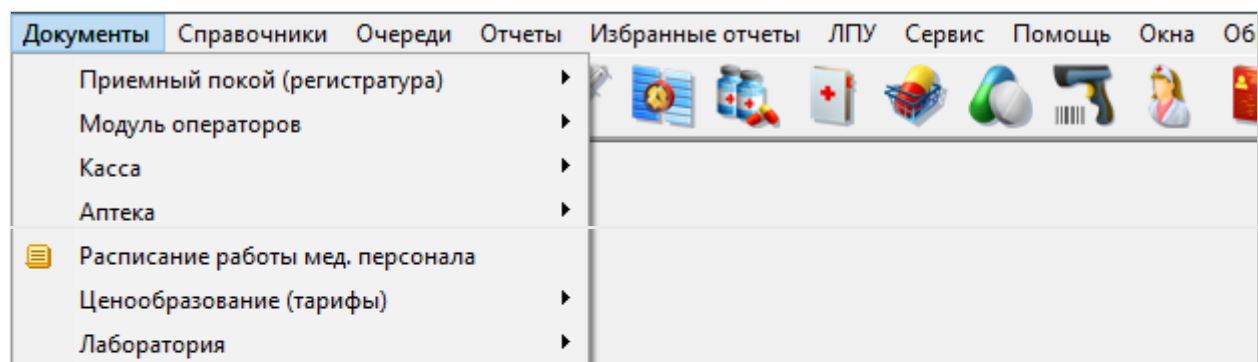 Документы Справочники Очереди Отчеты Избранные отчеты ЛПУ Сервис Помощь Окна Об
Приемный покой (регистратура)
Модуль операторов
Касса
Аптека
Расписание работы мед. персонала
Ценообразование (тарифы)
Лаборатория